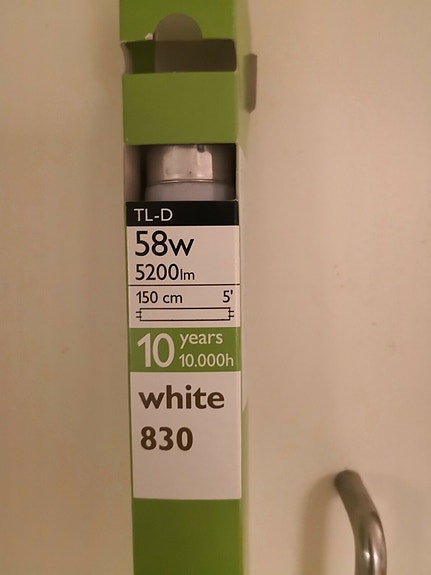 TL-D
58w
5200lm
150 cm 5'
10 years
10.000h
white
830